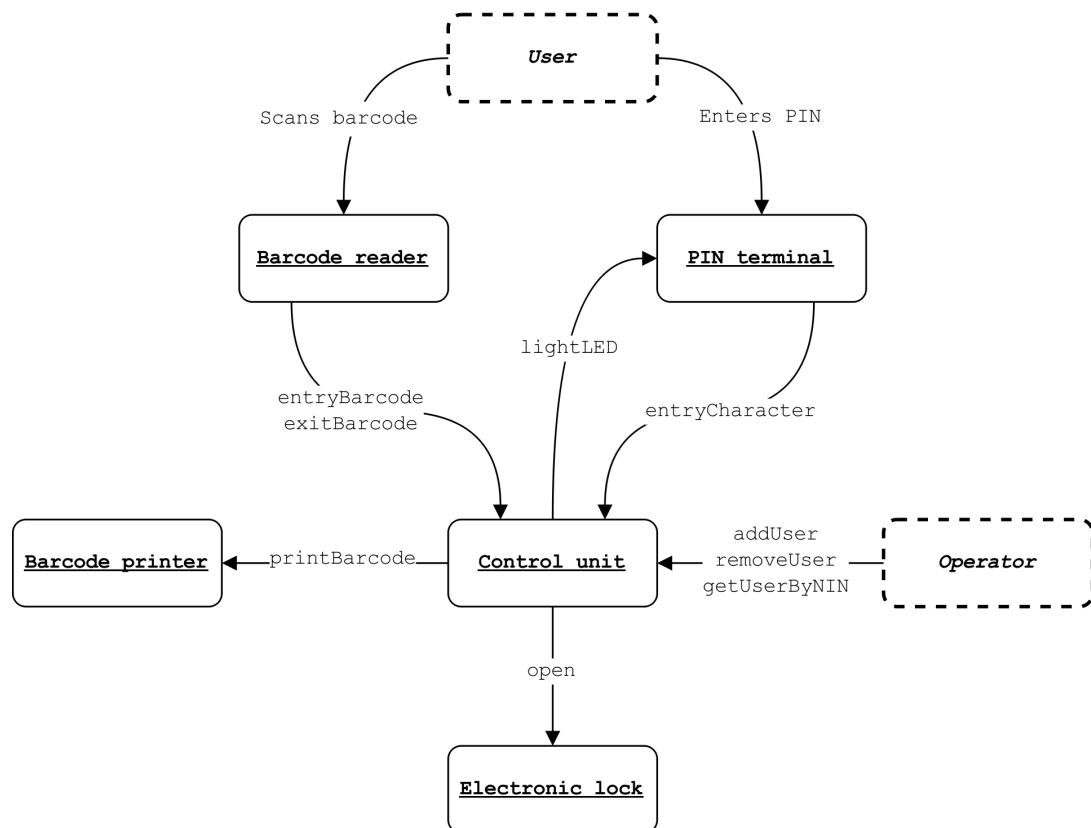 User
Scans barcode
Enters PIN
Barcode reader
PIN terminal
lightLED
entryBarcode
exitBarcode
entryCharacter
Barcode printer
printBarcode
Control unit
addUser
removeUser
getUserByNIN
Operator
open
Electronic lock